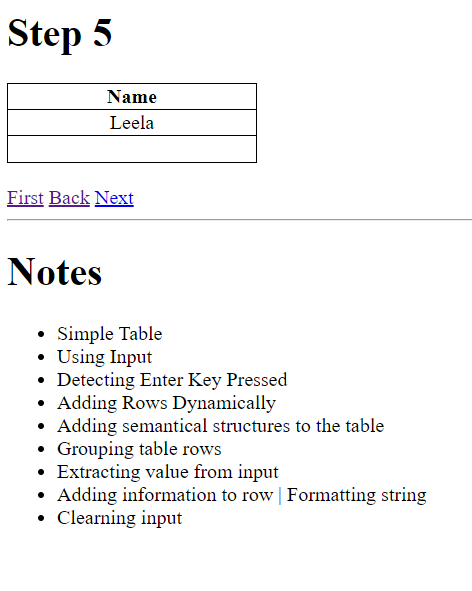 Step 5
Name
Leela
First Back Next
Notes
Simple Table
Using Input
Detecting Enter Key Pressed
Adding Rows Dynamically
Adding semantical structures to the table
Grouping table rows
Extracting value from input
Adding information to row | Formatting string
Clearning input